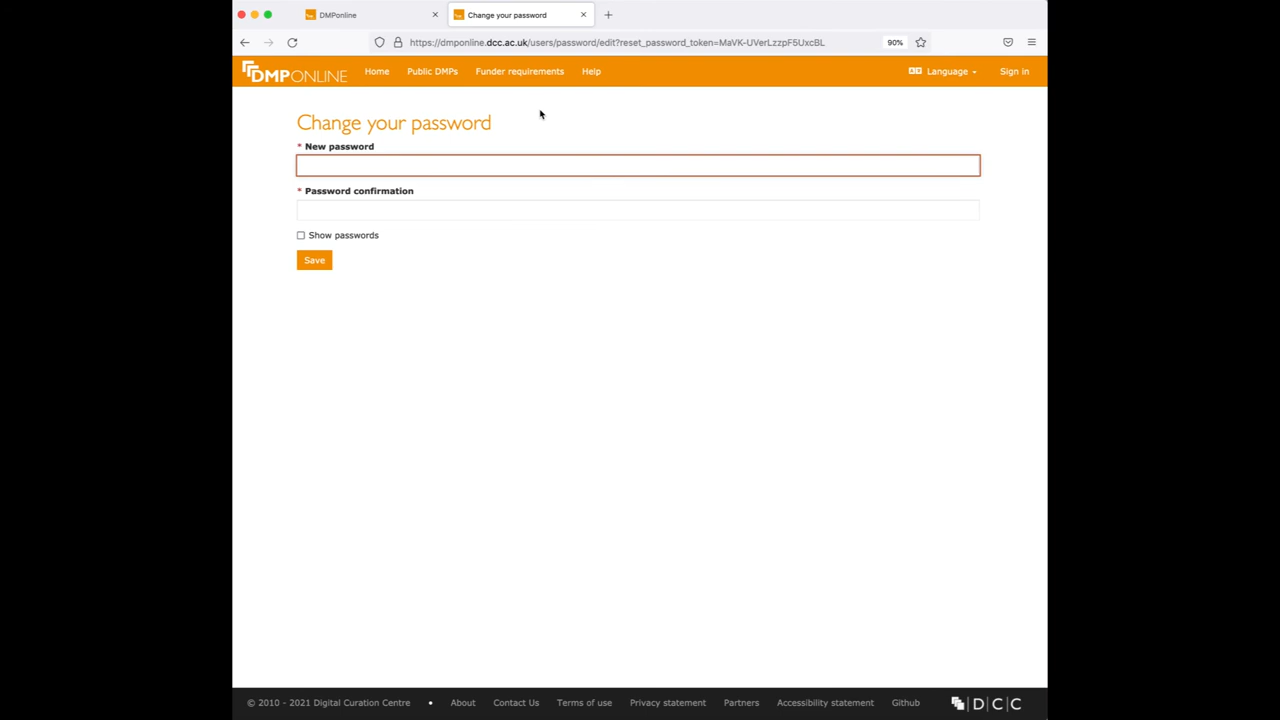 DMPonline
Change your password
https://dmponline.dcc.ac.uk/users/password/edit?reset_password_token=MaVK-UVerLzzpF5UxcBL
90%
DMPONLINE
Home
Public DMPs
Funder requirements
Help
Language
Sign in
Change your password
* New password
* Password confirmation
Show passwords
Save
© 2010 - 2021 Digital Curation Centre
•
About
Contact Us
Terms of use
Privacy statement
Partners
Accessibility statement
Github
DCC